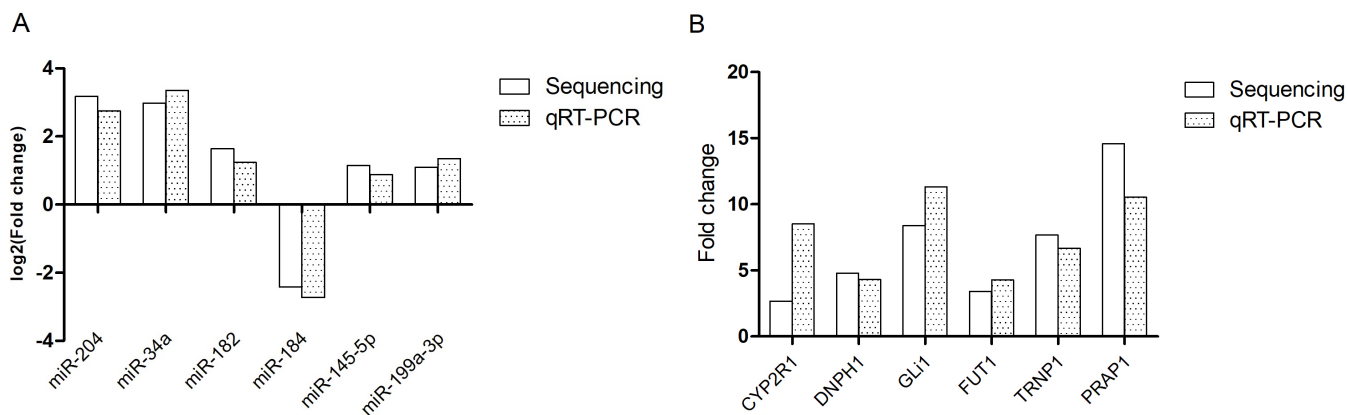 A
4
2
0
-2
-4
log2(Fold change)
Sequencing
qRT-PCR
miR-204
miR-34a
miR-182
miR-184
miR-145-5p
miR-199a-3p
B
20
15
10
5
0
Fold change
Sequencing
qRT-PCR
CYP2R1
DNPH1
GLi1
FUT1
TRNP1
PRAP1